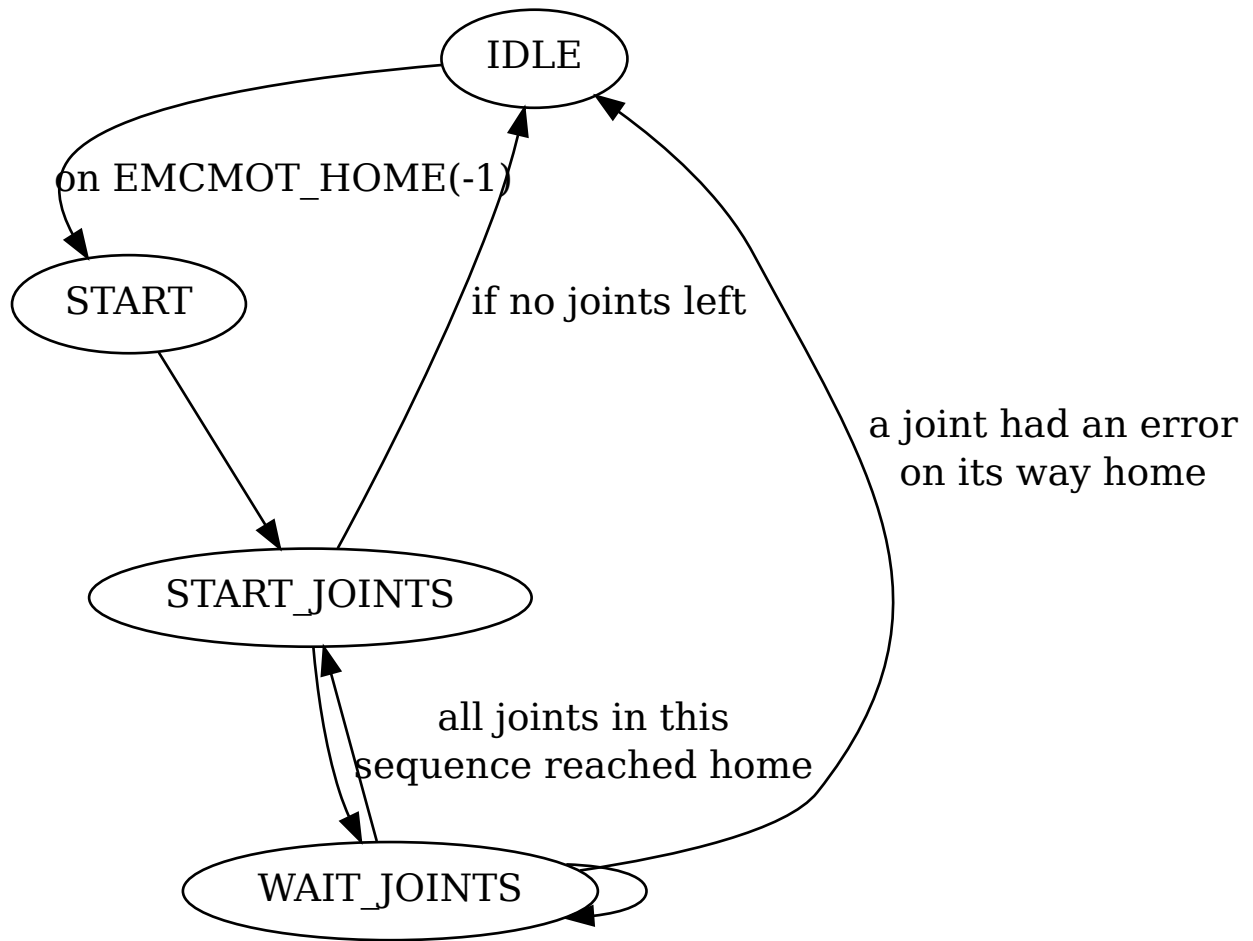 IDLE
on EMCMOT_HOME(-1)
START
if no joints left
a joint had an error
on its way home
START_JOINTS
all joints in this
sequence reached home
WAIT_JOINTS